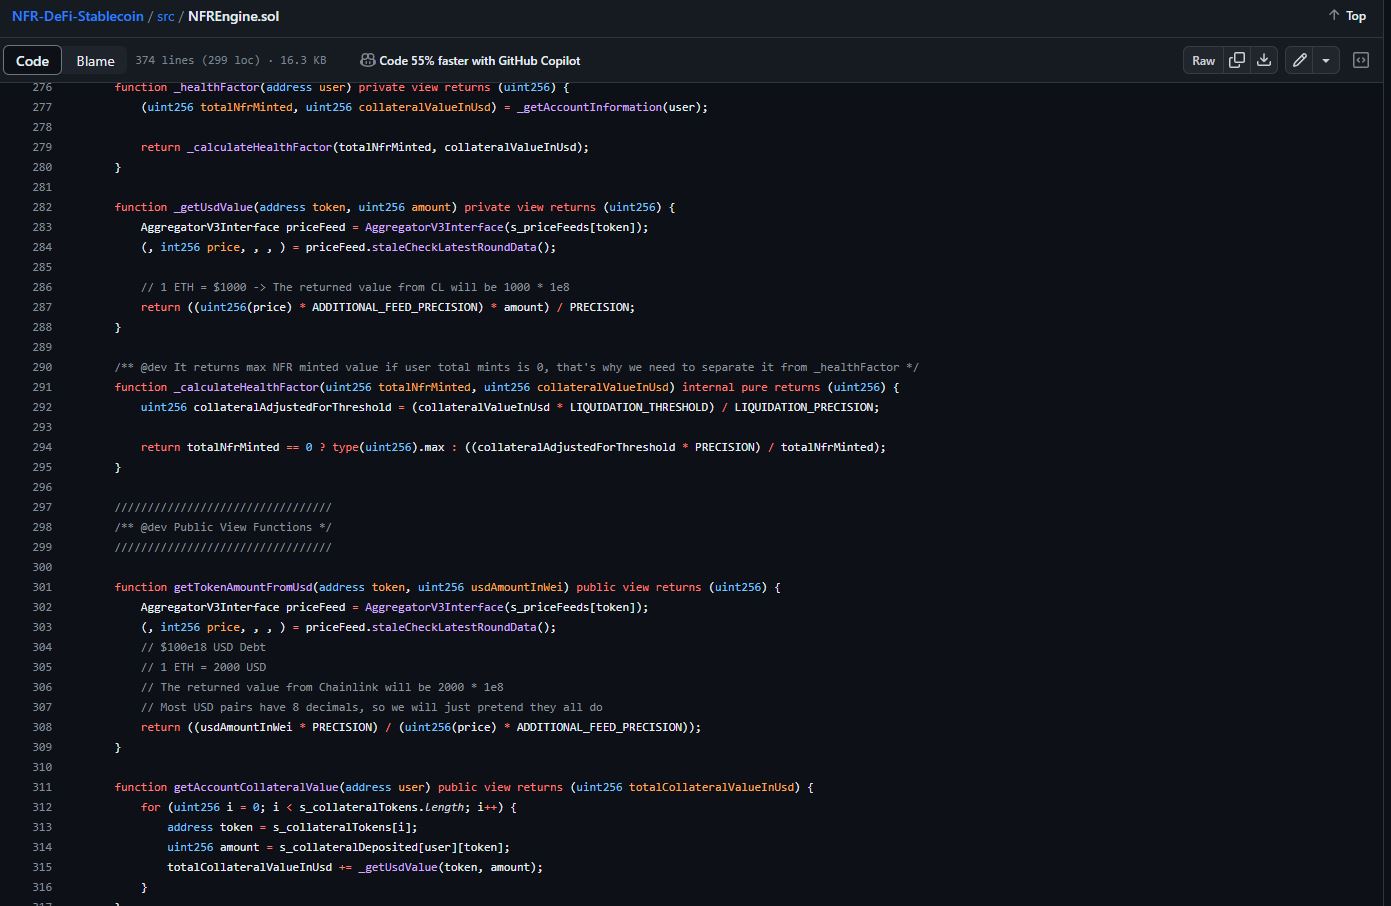 NFR-DeFi-Stablecoin / src / NFREngine.sol
Top
Code Blame 374 lines (299 loc) · 16.3 KB Code 55% faster with GitHub Copilot Raw
276 function _healthFactor(address user) private view returns (uint256) {
277 (uint256 totalNfrMinted, uint256 collateralValueInUsd) = _getAccountInformation(user);
278
279 return _calculateHealthFactor(totalNfrMinted, collateralValueInUsd);
280 }
281
282 function _getUsdValue(address token, uint256 amount) private view returns (uint256) {
283 AggregatorV3Interface priceFeed = AggregatorV3Interface(s_priceFeeds[token]);
284 (, int256 price, , , ) = priceFeed.staleCheckLatestRoundData();
285
286 // 1 ETH = $1000 -> The returned value from CL will be 1000 * 1e8
287 return ((uint256(price) * ADDITIONAL_FEED_PRECISION) * amount) / PRECISION;
288 }
289
290 /** @dev It returns max NFR minted value if user total mints is 0, that's why we need to separate it from _healthFactor */
291 function _calculateHealthFactor(uint256 totalNfrMinted, uint256 collateralValueInUsd) internal pure returns (uint256) {
292 uint256 collateralAdjustedForThreshold = (collateralValueInUsd * LIQUIDATION_THRESHOLD) / LIQUIDATION_PRECISION;
293
294 return totalNfrMinted == 0 ? type(uint256).max : ((collateralAdjustedForThreshold * PRECISION) / totalNfrMinted);
295 }
296
297 /////////////////////////////////
298 /** @dev Public View Functions */
299 /////////////////////////////////
300
301 function getTokenAmountFromUsd(address token, uint256 usdAmountInWei) public view returns (uint256) {
302 AggregatorV3Interface priceFeed = AggregatorV3Interface(s_priceFeeds[token]);
303 (, int256 price, , , ) = priceFeed.staleCheckLatestRoundData();
304 // $100e18 USD Debt
305 // 1 ETH = 2000 USD
306 // The returned value from Chainlink will be 2000 * 1e8
307 // Most USD pairs have 8 decimals, so we will just pretend they all do
308 return ((usdAmountInWei * PRECISION) / (uint256(price) * ADDITIONAL_FEED_PRECISION));
309 }
310
311 function getAccountCollateralValue(address user) public view returns (uint256 totalCollateralValueInUsd) {
312 for (uint256 i = 0; i < s_collateralTokens.length; i++) {
313 address token = s_collateralTokens[i];
314 uint256 amount = s_collateralDeposited[user][token];
315 totalCollateralValueInUsd += _getUsdValue(token, amount);
316 }
317 }